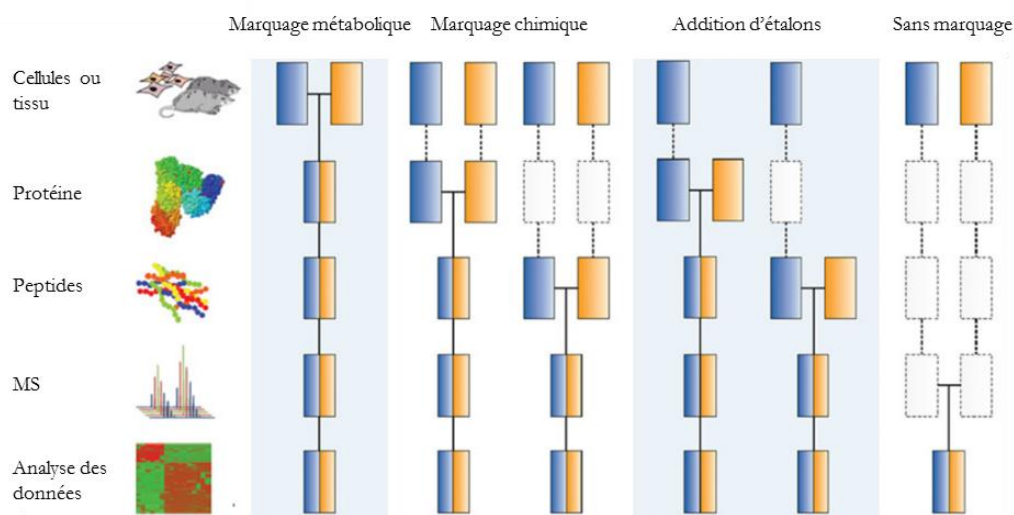 Marquage métabolique
Marquage chimique
Addition d'étalons
Sans marquage
Cellules ou
tissu
Protéine
Peptides
MS
Analyse des
données